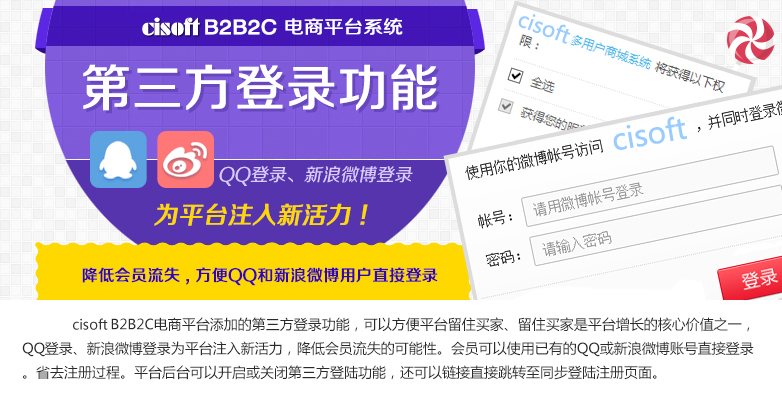 cisoft B2B2C 电商平台系统
第三方登录功能
QQ登录、新浪微博登录
为平台注入新活力！
降低会员流失，方便QQ和新浪微博用户直接登录
cisoft多用户商城系统 将获得以下权
限：
全选
使用你的微博帐号访问 cisoft ，并同时登录
帐号： 请用微博帐号登录
密码： 请输入密码
登录
cisoft B2B2C电商平台添加的第三方登录功能，可以方便平台留住买家、留住买家是平台增长的核心价值之一，
QQ登录、新浪微博登录为平台注入新活力，降低会员流失的可能性。会员可以使用已有的QQ或新浪微博账号直接登录
。省去注册过程。平台后台可以开启或关闭第三方登陆功能，还可以链接直接跳转至同步登陆注册页面。